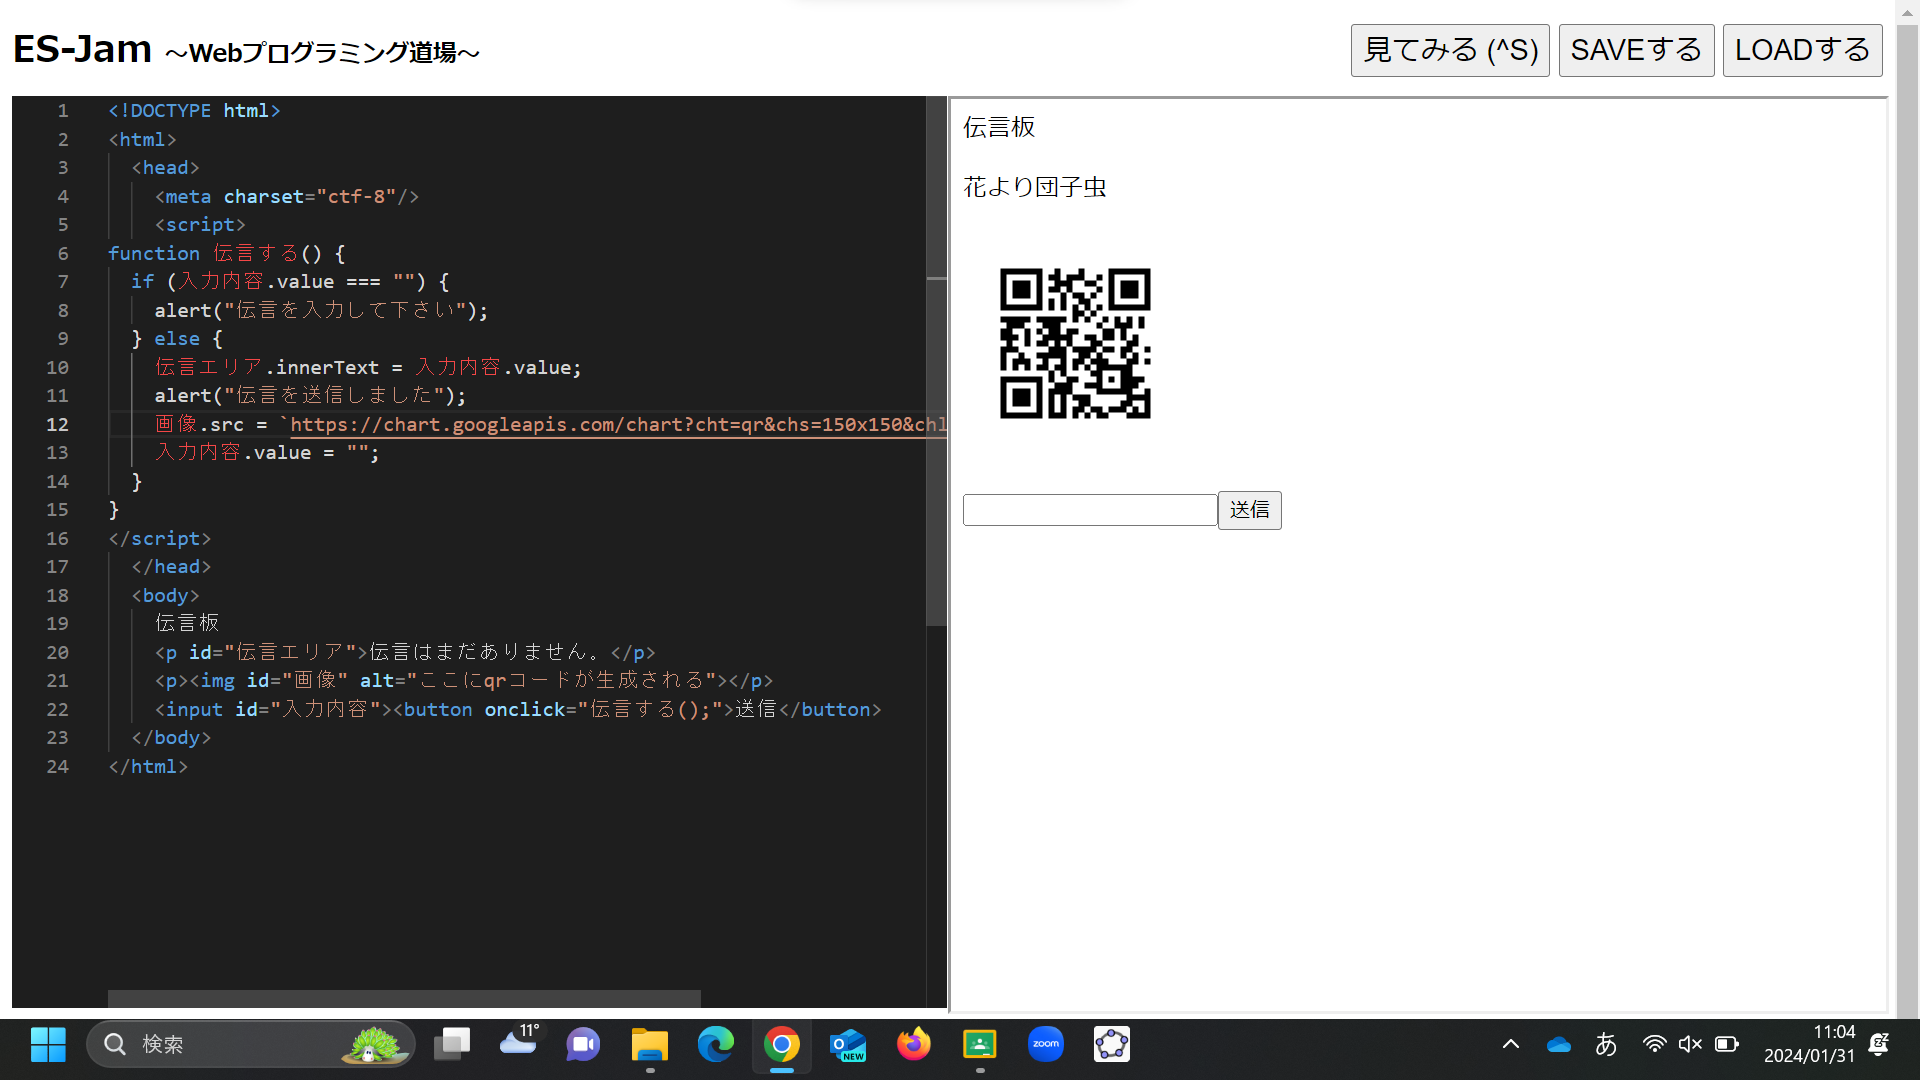 ES-Jam ～Webプログラミング道場～
見てみる (^S) SAVEする LOADする
1 <!DOCTYPE html>
2 <html>
3 <head>
4 <meta charset="ctf-8"/>
5 <script>
6 function 伝言する() {
7 if (入力内容.value === "") {
8 alert("伝言を入力して下さい");
9 } else {
10 伝言エリア.innerText = 入力内容.value;
11 alert("伝言を送信しました");
12 画像.src = `https://chart.googleapis.com/chart?cht=qr&chs=150x150&chl
13 入力内容.value = "";
14 }
15 }
16 </script>
17 </head>
18 <body>
19 伝言板
20 <p id="伝言エリア">伝言はまだありません。</p>
21 <p><img id="画像" alt="ここにqrコードが生成される"></p>
22 <input id="入力内容"><button onclick="伝言する();">送信</button>
23 </body>
24 </html>
伝言板
花より団子虫
送信
検索
11°
NEW
zoom
あ
11:04
2024/01/31